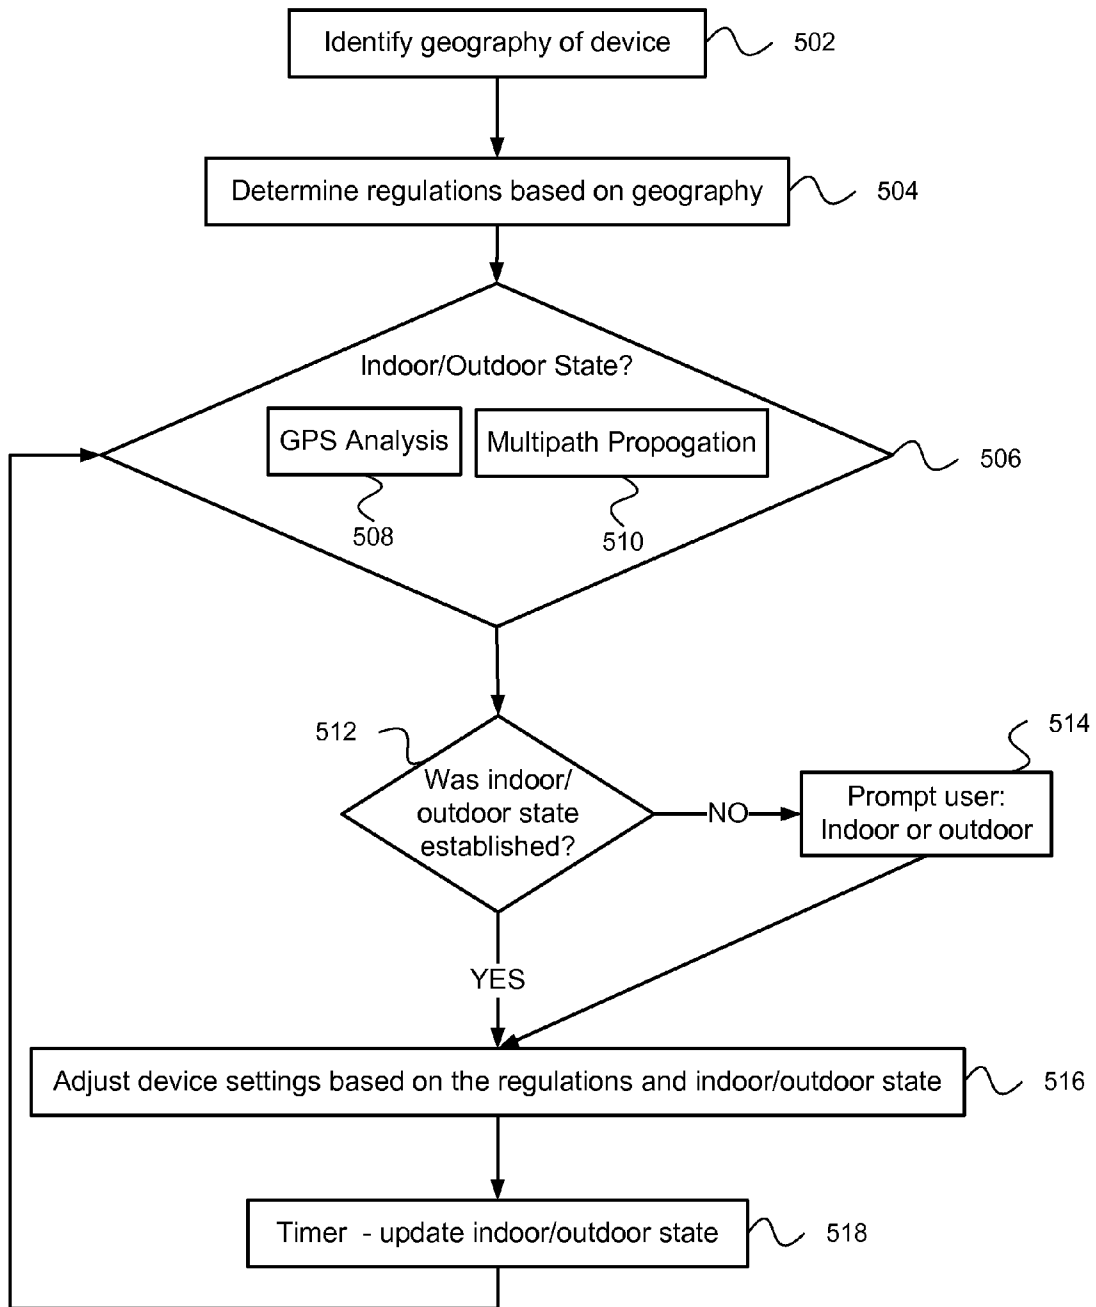 Identify geography of device
502
Determine regulations based on geography
504
Indoor/Outdoor State?
GPS Analysis
Multipath Propogation
506
508
510
512
Was indoor/
outdoor state
established?
NO
514
Prompt user:
Indoor or outdoor
YES
Adjust device settings based on the regulations and indoor/outdoor state
516
Timer - update indoor/outdoor state
518